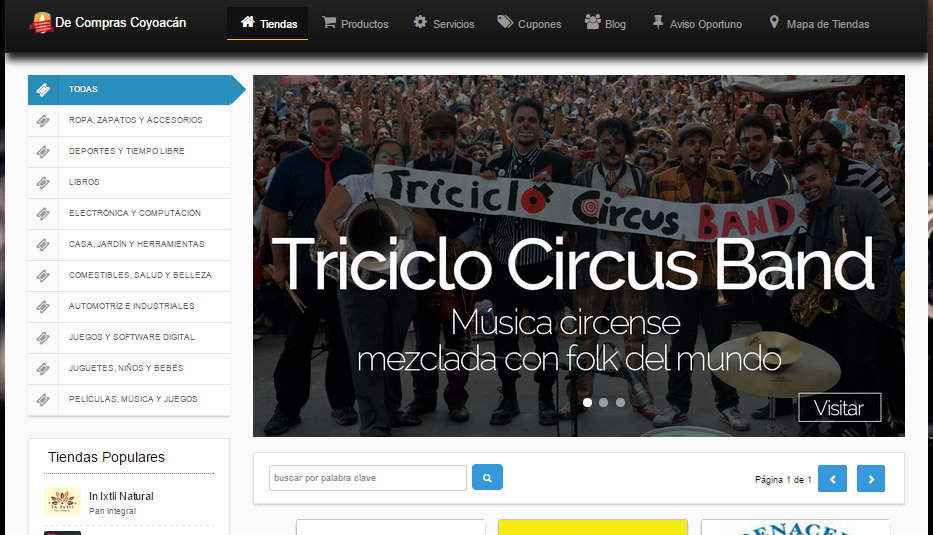 De Compras Coyoacán
Tiendas
Productos
Servicios
Cupones
Blog
Aviso Oportuno
Mapa de Tiendas
TODAS
ROPA, ZAPATOS Y ACCESORIOS
DEPORTES Y TIEMPO LIBRE
LIBROS
ELECTRÓNICA Y COMPUTACIÓN
CASA, JARDÍN Y HERRAMIENTAS
COMESTIBLES, SALUD Y BELLEZA
AUTOMOTRÍZ E INDUSTRIALES
JUEGOS Y SOFTWARE DIGITAL
JUGUETES, NIÑOS Y BEBÉS
PELÍCULAS, MÚSICA Y JUEGOS
Triciclo Circus BAND
Triciclo Circus Band
Música circense
mezclada con folk del mundo
Visitar
Tiendas Populares
In Ixtli Natural
Pan Integral
buscar por palabra clave
Página 1 de 1